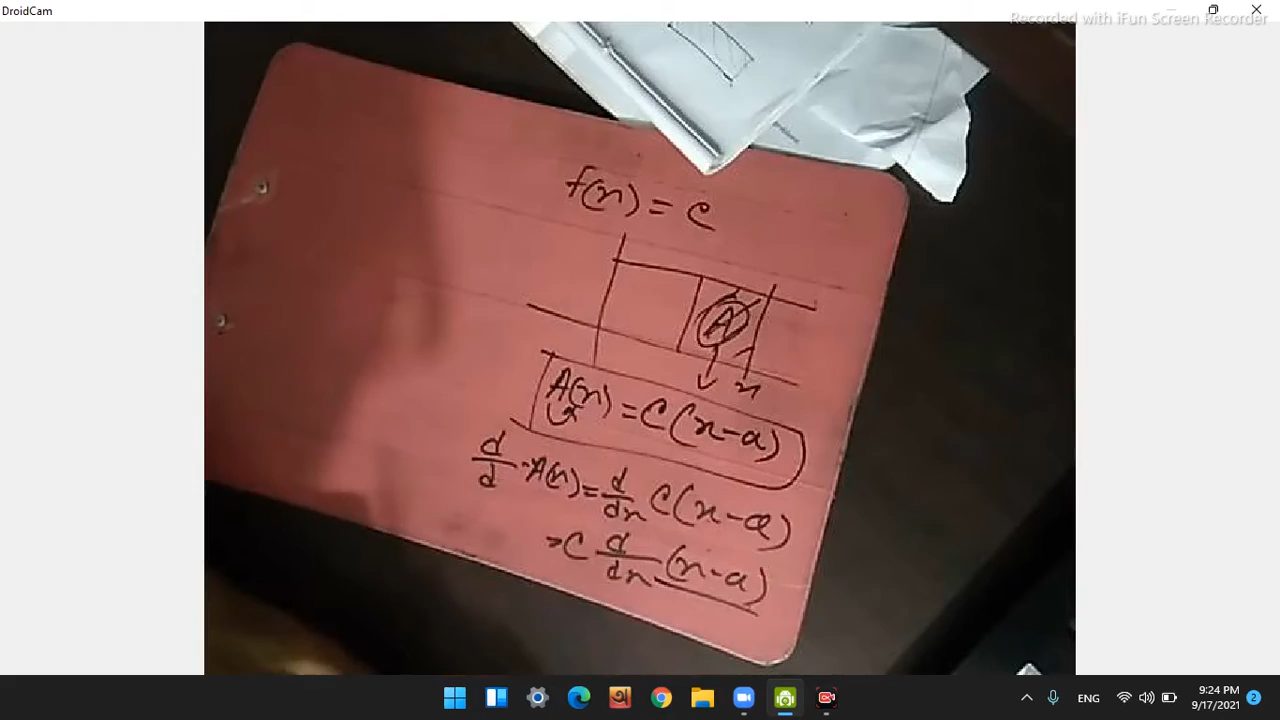 DroidCam
Recorded with iFun Screen Recorder
f(x) = c
A
x
A(x) = c(x-a)
d/d A(x) = d/dx c(x-a)
= c d/dx (x-a)
ENG
9:24 PM
9/17/2021
2